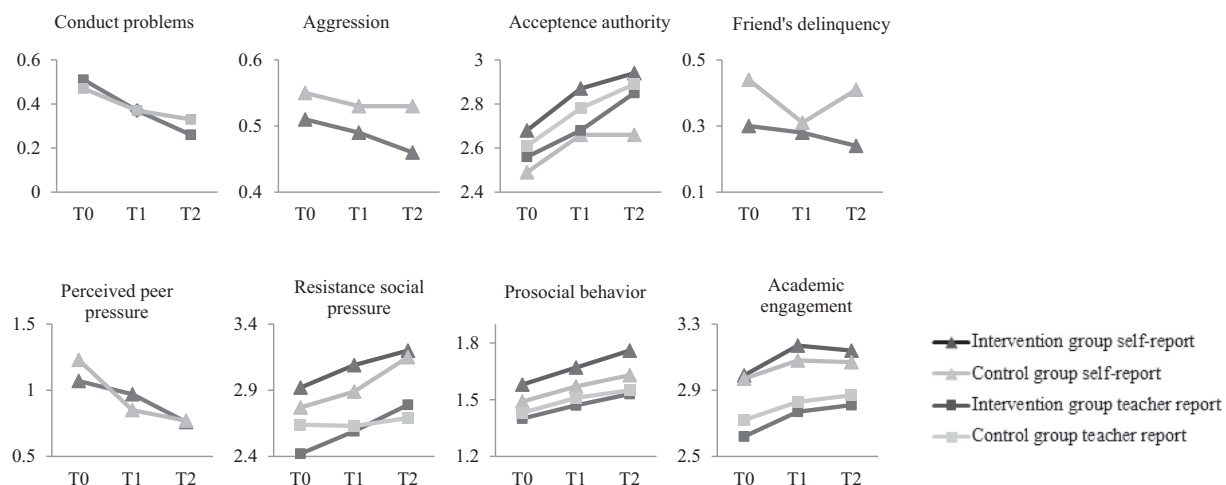 Conduct problems
0.6
0.4
0.2
0
T0 T1 T2
Aggression
0.6
0.5
0.4
T0 T1 T2
Acceptence authority
3
2.8
2.6
2.4
T0 T1 T2
Friend's delinquency
0.5
0.3
0.1
T0 T1 T2
Perceived peer
pressure
1.5
1
0.5
T0 T1 T2
Resistance social
pressure
3.4
2.9
2.4
T0 T1 T2
Prosocial behavior
1.8
1.5
1.2
T0 T1 T2
Academic
engagement
3.3
2.9
2.5
T0 T1 T2
Intervention group self-report
Control group self-report
Intervention group teacher report
Control group teacher report